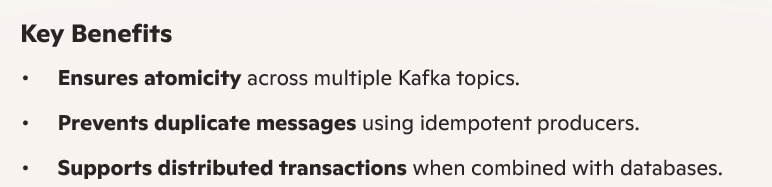 Key Benefits
• Ensures atomicity across multiple Kafka topics.
• Prevents duplicate messages using idempotent producers.
• Supports distributed transactions when combined with databases.